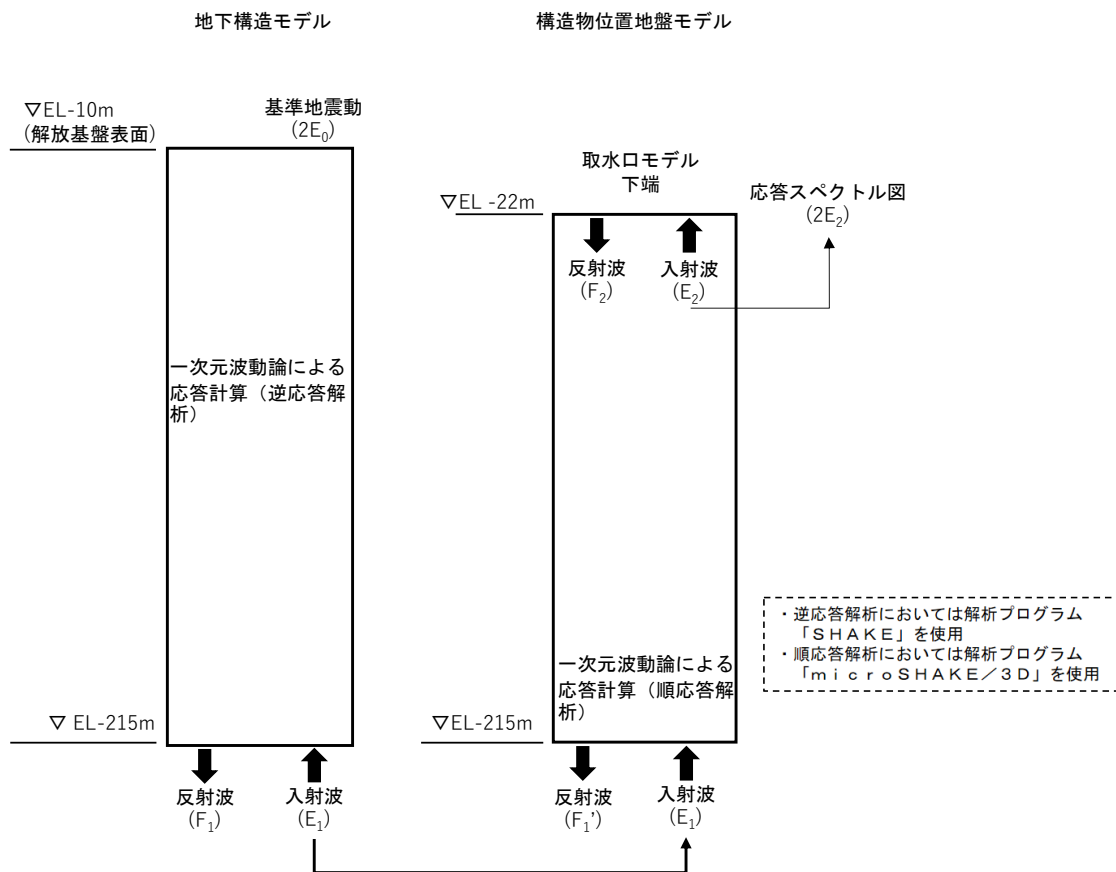 地下構造モデル
構造物位置地盤モデル
▽EL-10m
(解放基盤表面)
基準地震動
(2E₀)
取水口モデル
下端
▽EL -22m
応答スペクトル図
(2E₂)
反射波
(F₂)
入射波
(E₂)
一次元波動論による
応答計算（逆応答解
析）
・逆応答解析においては解析プログラム
「ＳＨＡＫＥ」を使用
・順応答解析においては解析プログラム
「ｍｉｃｒｏＳＨＡＫＥ／３Ｄ」を使用
一次元波動論による
応答計算（順応答解
析）
▽ EL-215m
▽EL-215m
反射波
(F₁)
入射波
(E₁)
反射波
(F₁')
入射波
(E₁)